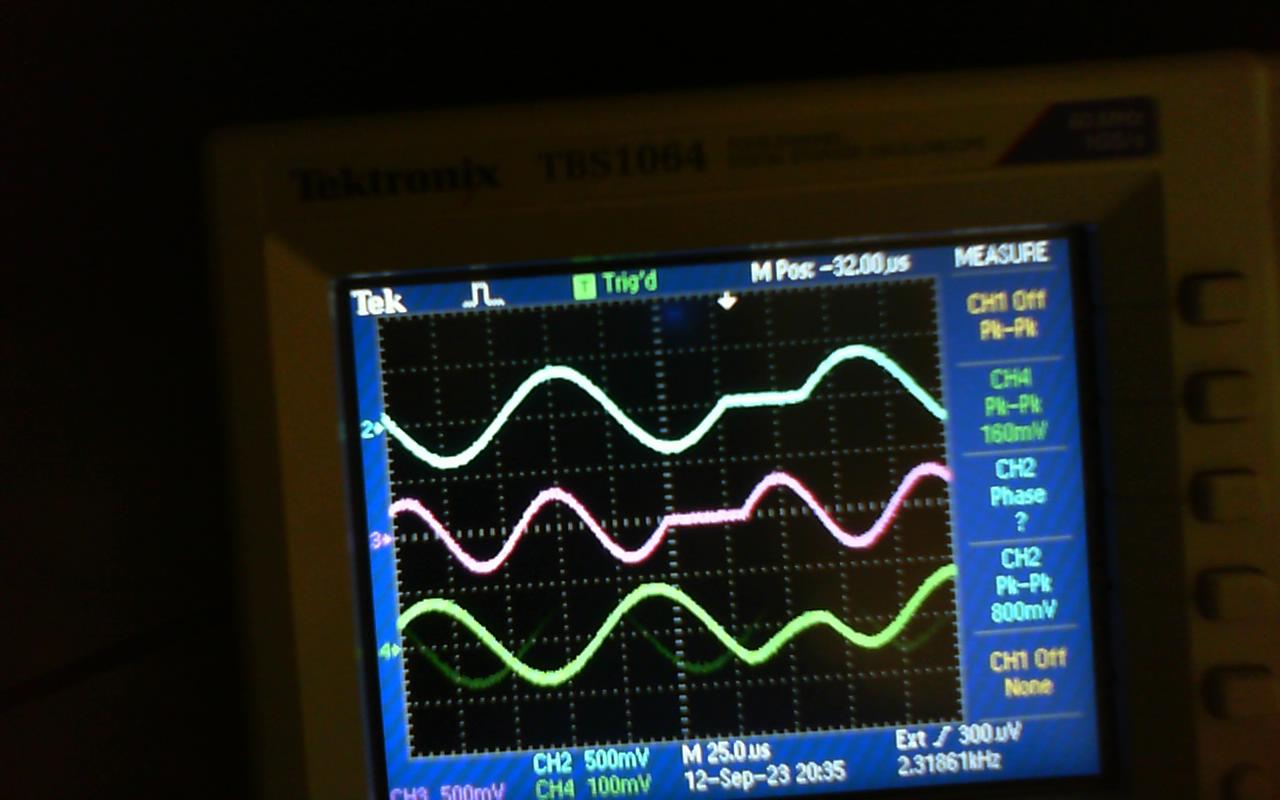 Tektronix TBS1064
Tek Trig'd M Pos: -32.00µs MEASURE
CH1 Off
Pk-Pk
CH4
Pk-Pk
160mV
CH2
Phase
?
CH2
Pk-Pk
800mV
CH1 Off
None
2
3
4
CH2 500mV M 25.0µs Ext 300µV
CH3 500mV CH4 100mV 12-Sep-23 20:35 2.31861kHz